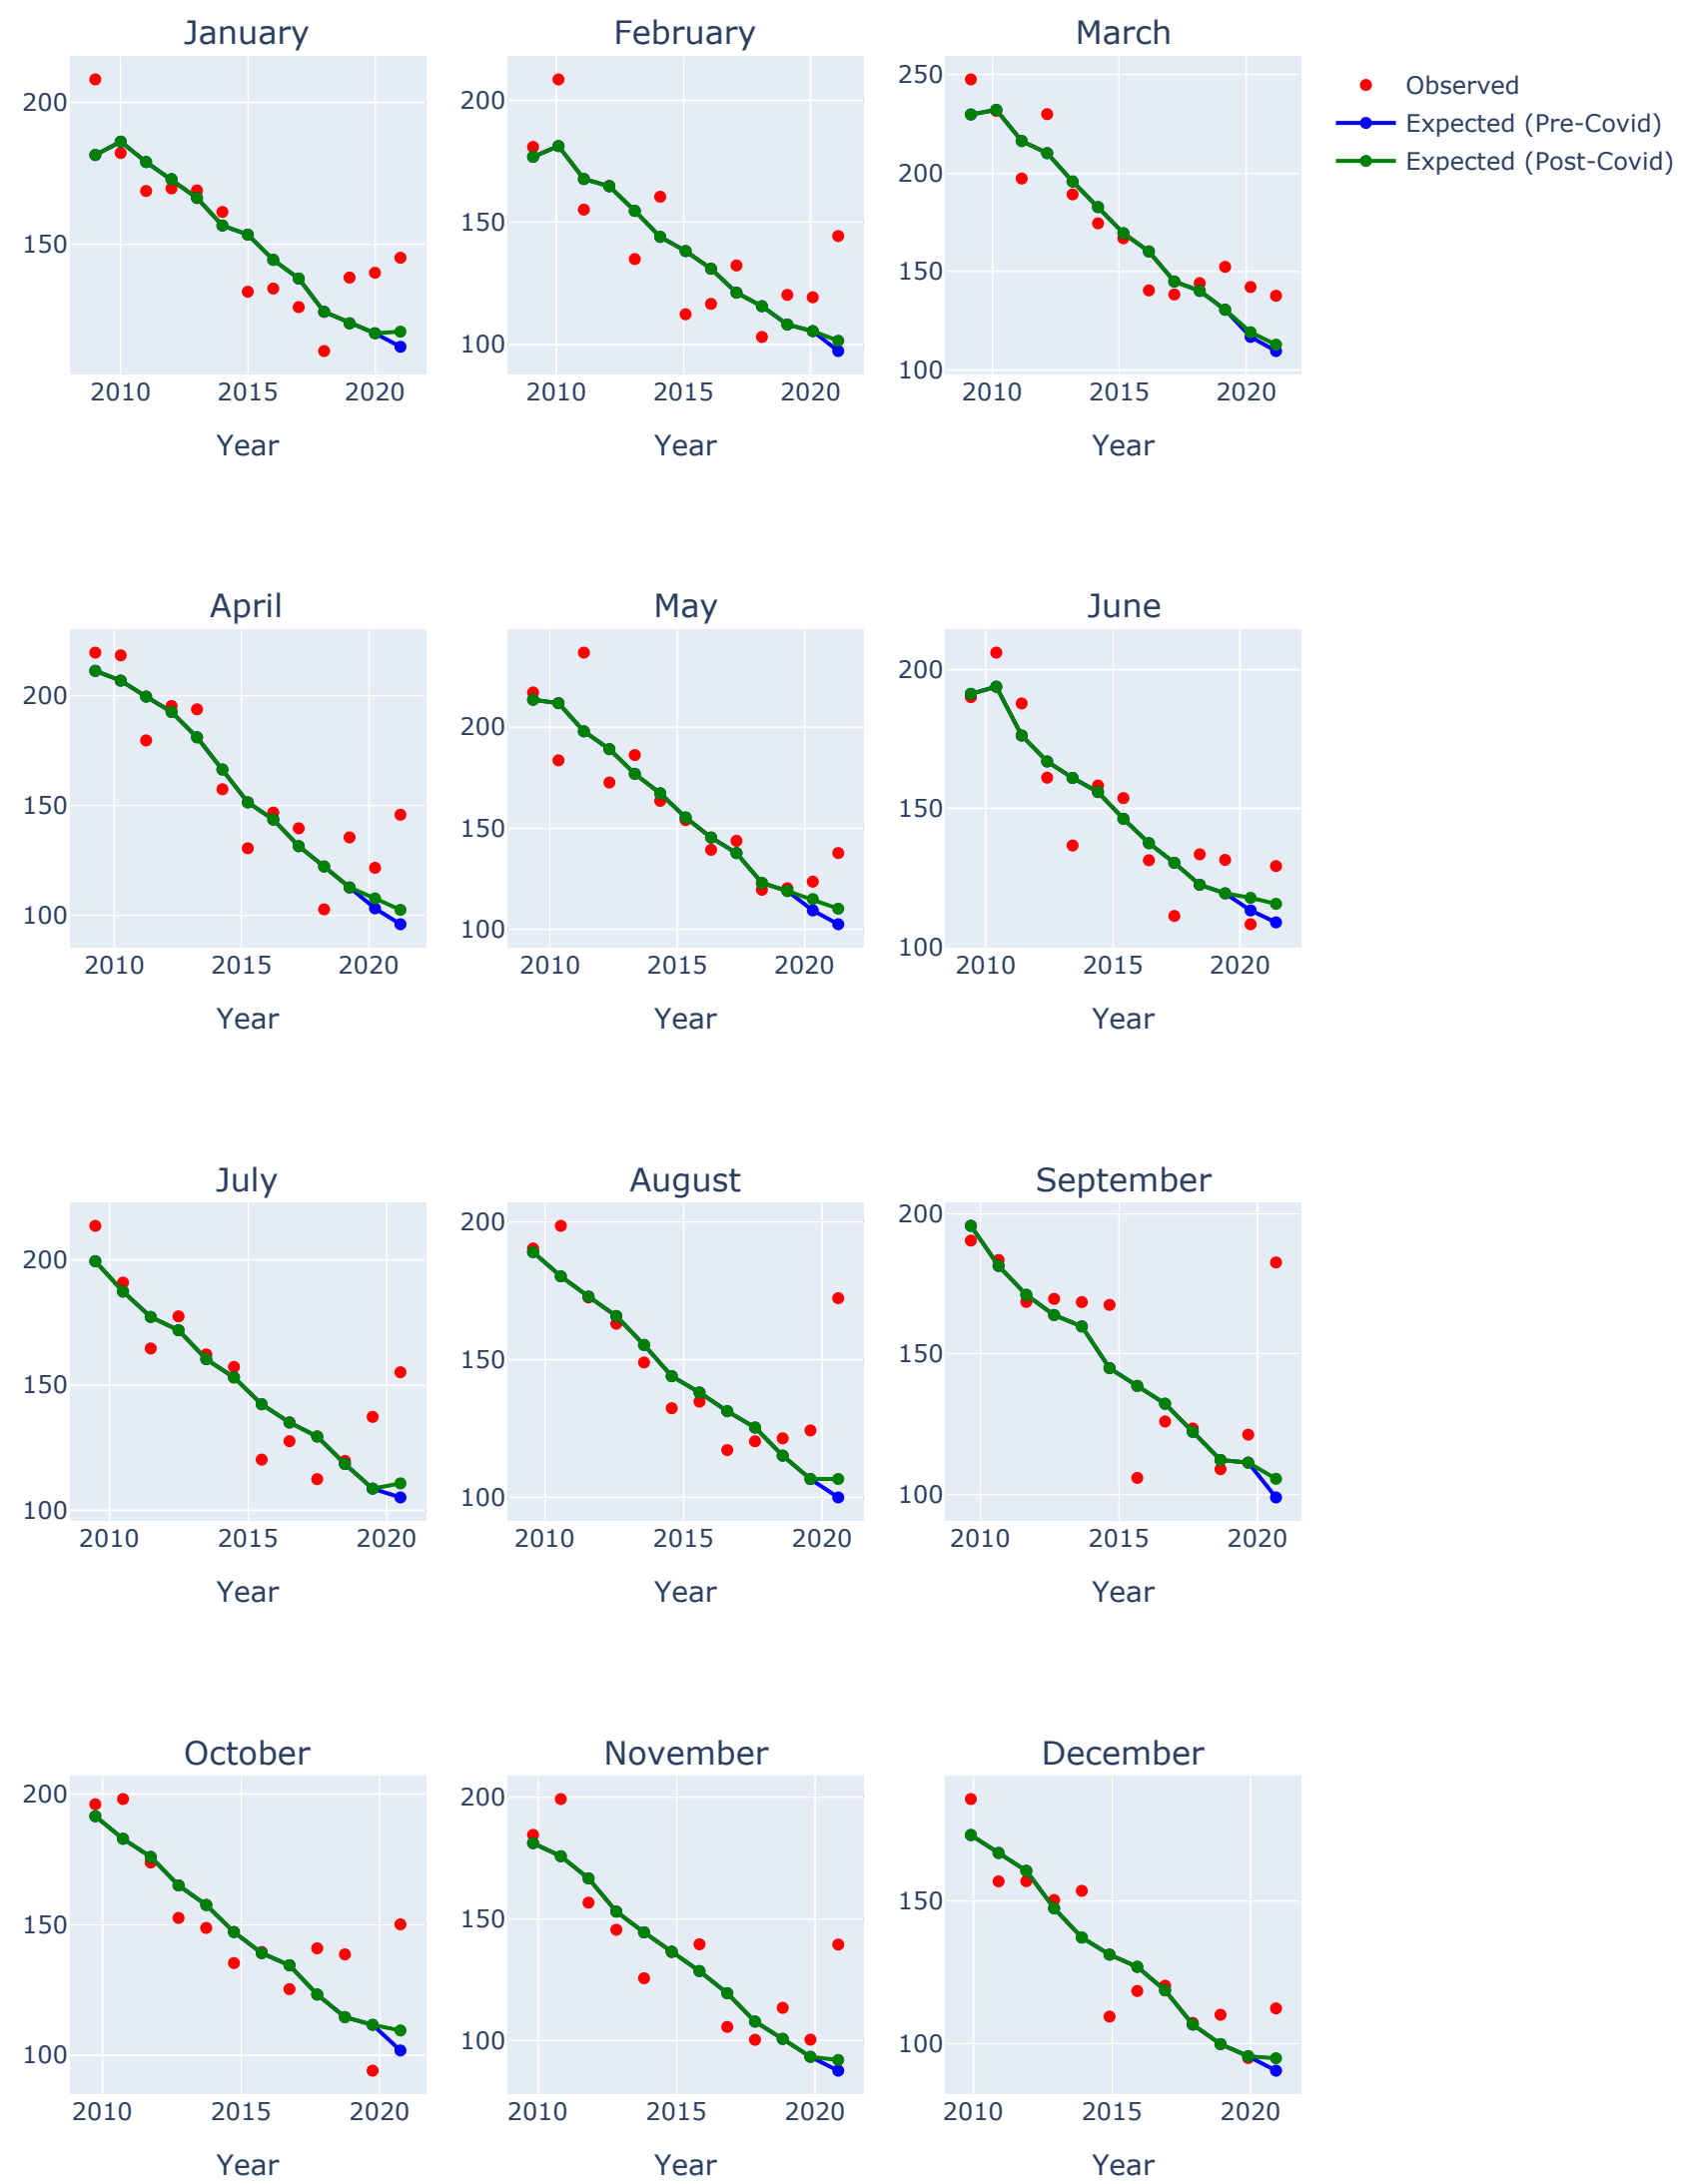 January
February
March
200
150
2010
2015
2020
Year
200
150
100
2010
2015
2020
Year
250
200
150
100
2010
2015
2020
Year
Observed
Expected (Pre-Covid)
Expected (Post-Covid)
April
May
June
200
150
100
2010
2015
2020
Year
200
150
100
2010
2015
2020
Year
200
150
100
2010
2015
2020
Year
July
August
September
200
150
100
2010
2015
2020
Year
200
150
100
2010
2015
2020
Year
200
150
100
2010
2015
2020
Year
October
November
December
200
150
100
2010
2015
2020
Year
200
150
100
2010
2015
2020
Year
150
100
2010
2015
2020
Year